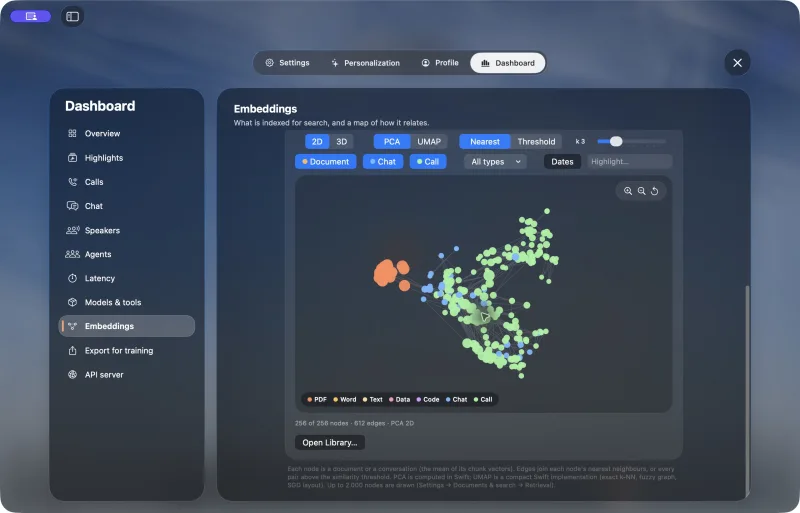 Settings
Personalization
Profile
Dashboard
Dashboard
Overview
Highlights
Calls
Chat
Speakers
Agents
Latency
Models & tools
Embeddings
Export for training
API server
Embeddings
What is indexed for search, and a map of how it relates.
2D 3D PCA UMAP Nearest Threshold k 3
Document Chat Call All types Dates Highlight...
PDF Word Text Data Code Chat Call
256 of 256 nodes · 612 edges · PCA 2D
Open Library...
Each node is a document or a conversation (the mean of its chunk vectors). Edges join each node's nearest neighbours, or every
pair above the similarity threshold. PCA is computed in Swift; UMAP is a compact Swift implementation (exact k-NN, fuzzy graph,
SGD layout). Up to 2 000 nodes are drawn (Settings → Documents & search → Retrieval).